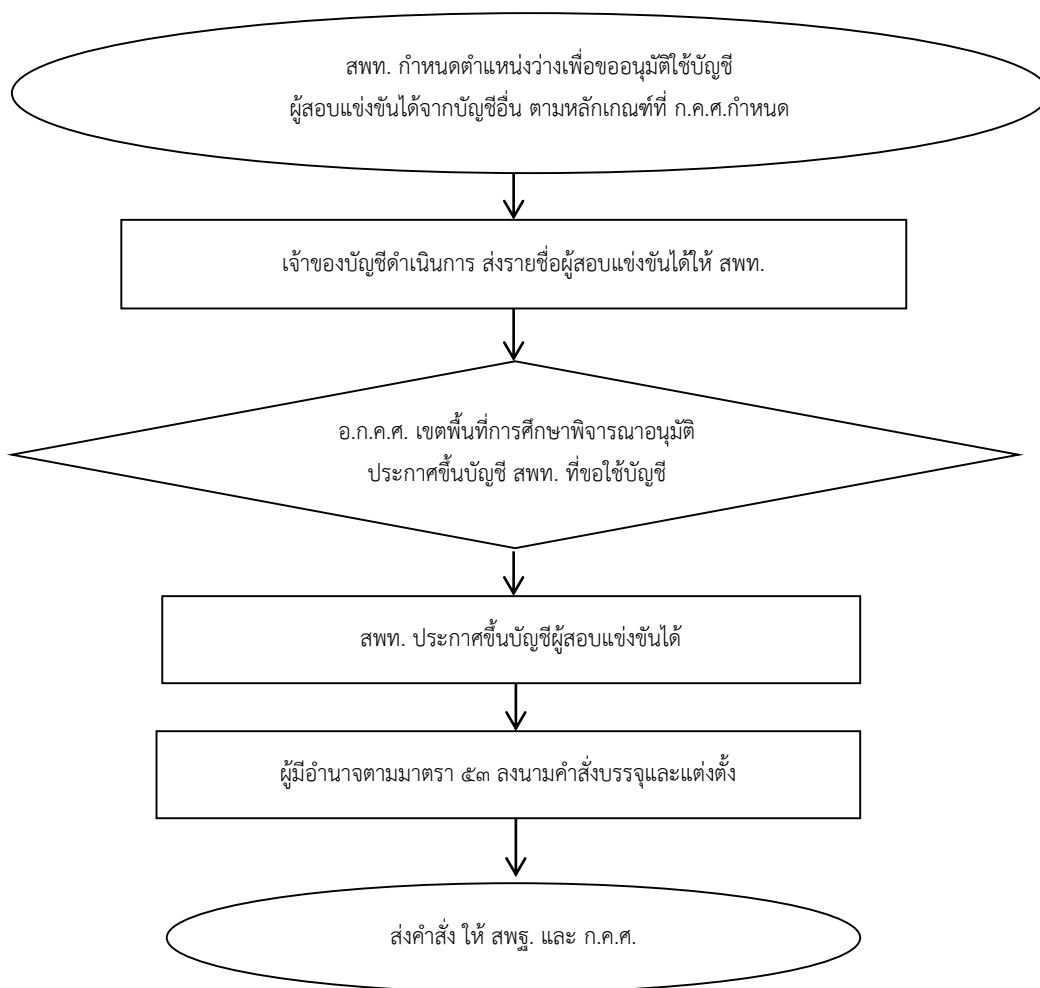 สพท. กำหนดตำแหน่งว่างเพื่อขออนุมัติใช้บัญชี
ผู้สอบแข่งขันได้จากบัญชีอื่น ตามหลักเกณฑ์ที่ ก.ค.ศ.กำหนด
เจ้าของบัญชีดำเนินการ ส่งรายชื่อผู้สอบแข่งขันได้ให้ สพท.
อ.ก.ค.ศ. เขตพื้นที่การศึกษาพิจารณาอนุมัติ
ประกาศขึ้นบัญชี สพท. ที่ขอใช้บัญชี
สพท. ประกาศขึ้นบัญชีผู้สอบแข่งขันได้
ผู้มีอำนาจตามมาตรา ๕๓ ลงนามคำสั่งบรรจุและแต่งตั้ง
ส่งคำสั่ง ให้ สพฐ. และ ก.ค.ศ.